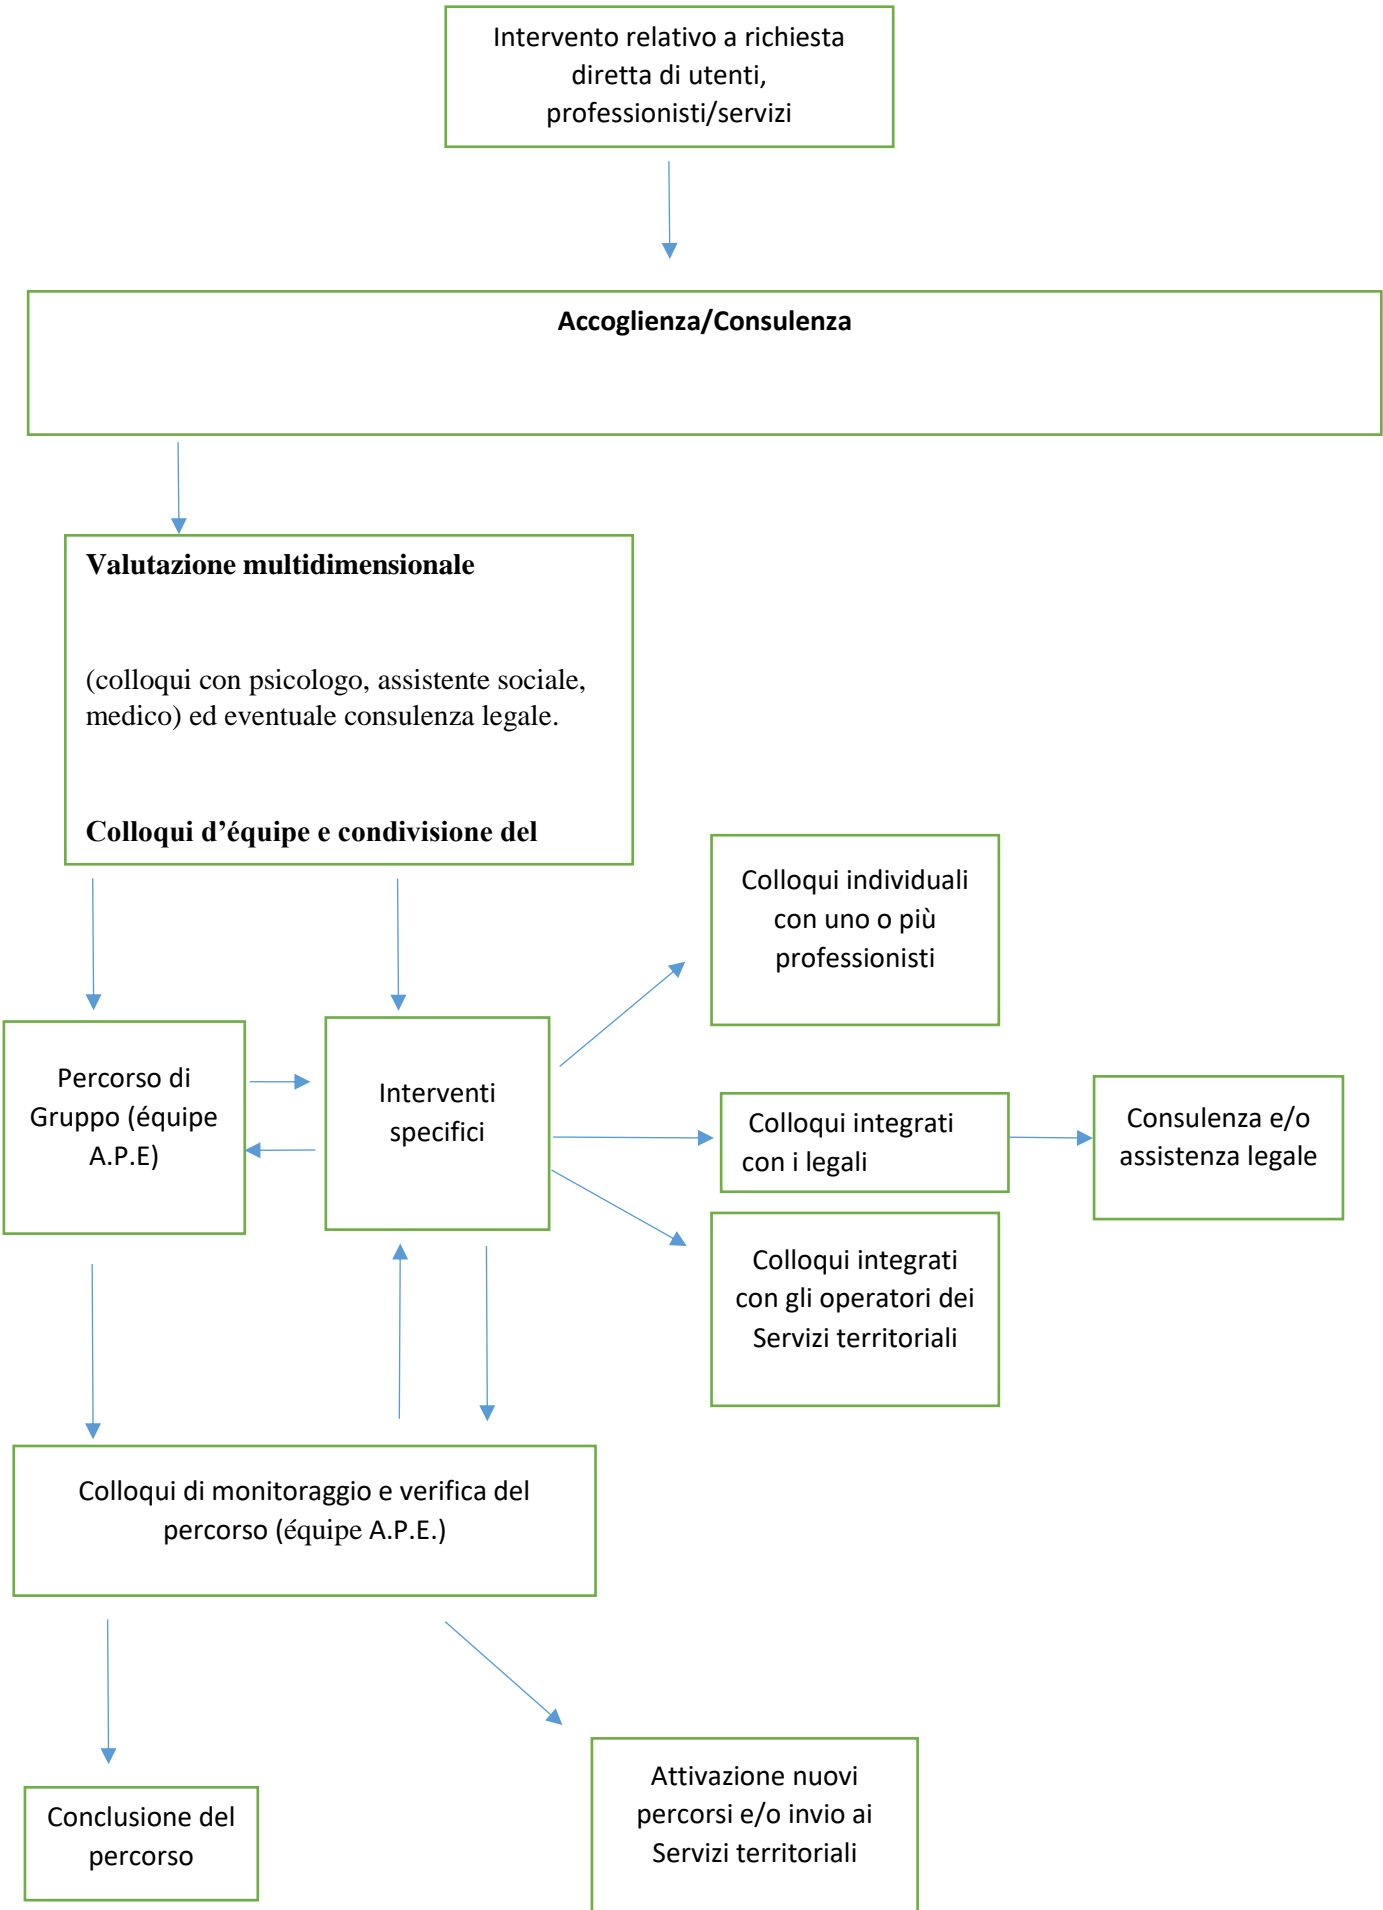 Intervento relativo a richiesta
diretta di utenti,
professionisti/servizi
Accoglienza/Consulenza
Valutazione multidimensionale
(colloqui con psicologo, assistente sociale,
medico) ed eventuale consulenza legale.
Colloqui d’équipe e condivisione del
Colloqui individuali
con uno o più
professionisti
Percorso di
Gruppo (équipe
A.P.E)
Interventi
specifici
Colloqui integrati
con i legali
Consulenza e/o
assistenza legale
Colloqui integrati
con gli operatori dei
Servizi territoriali
Colloqui di monitoraggio e verifica del
percorso (équipe A.P.E.)
Conclusione del
percorso
Attivazione nuovi
percorsi e/o invio ai
Servizi territoriali